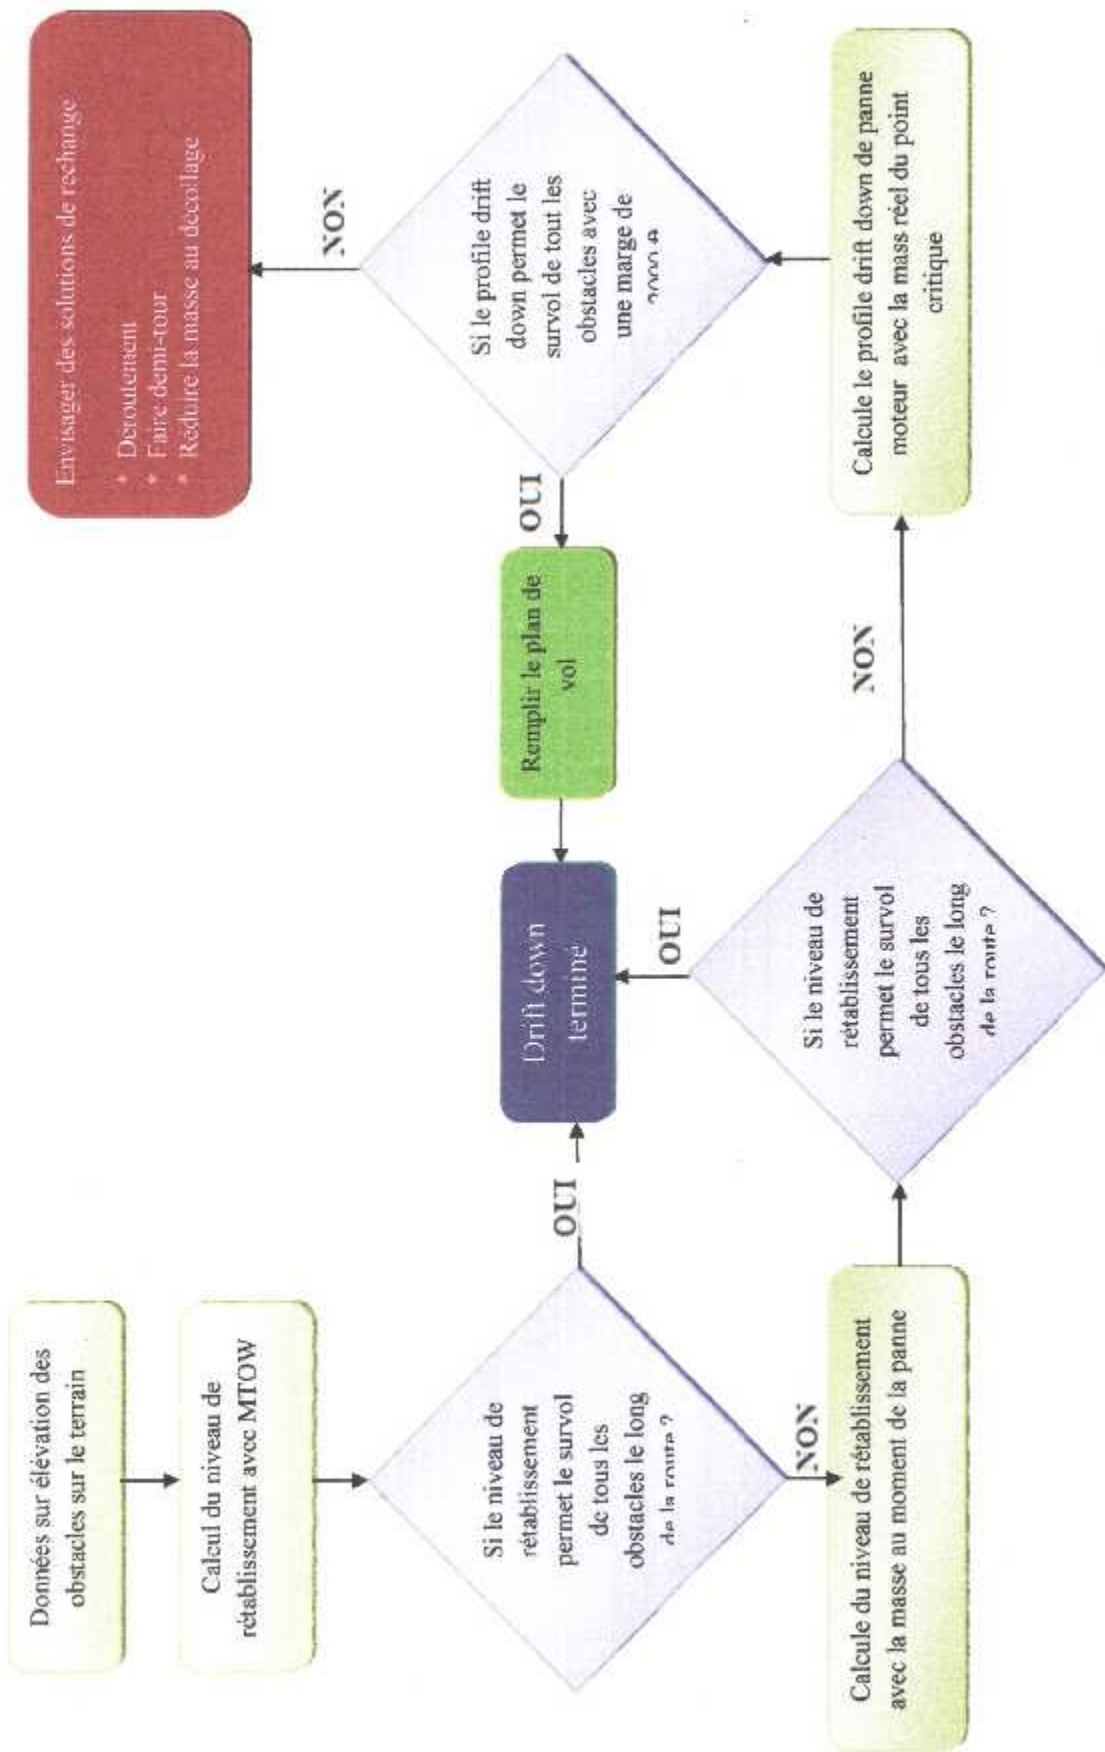 Données sur élévation des
obstacles sur le terrain
Calcul du niveau de
rétablissement avec MTOW
Si le niveau de
rétablissement
permet le survol
de tous les
obstacles le long
de la route ?
OUI
NON
Calcule du niveau de rétablissement
avec la masse au moment de la panne
Si le niveau de
rétablissement
permet le survol
de tous les
obstacles le long
de la route ?
OUI
NON
Drift down
terminé
Remplir le plan de
vol
OUI
Calcule le profile drift down de panne
moteur avec la mass réel du point
critique
Si le profile drift
down permet le
survol de tout les
obstacles avec
une marge de
NON
Envisager des solutions de rechange
• Deroutement
• Faire demi-tour
• Réduire la masse au decollage